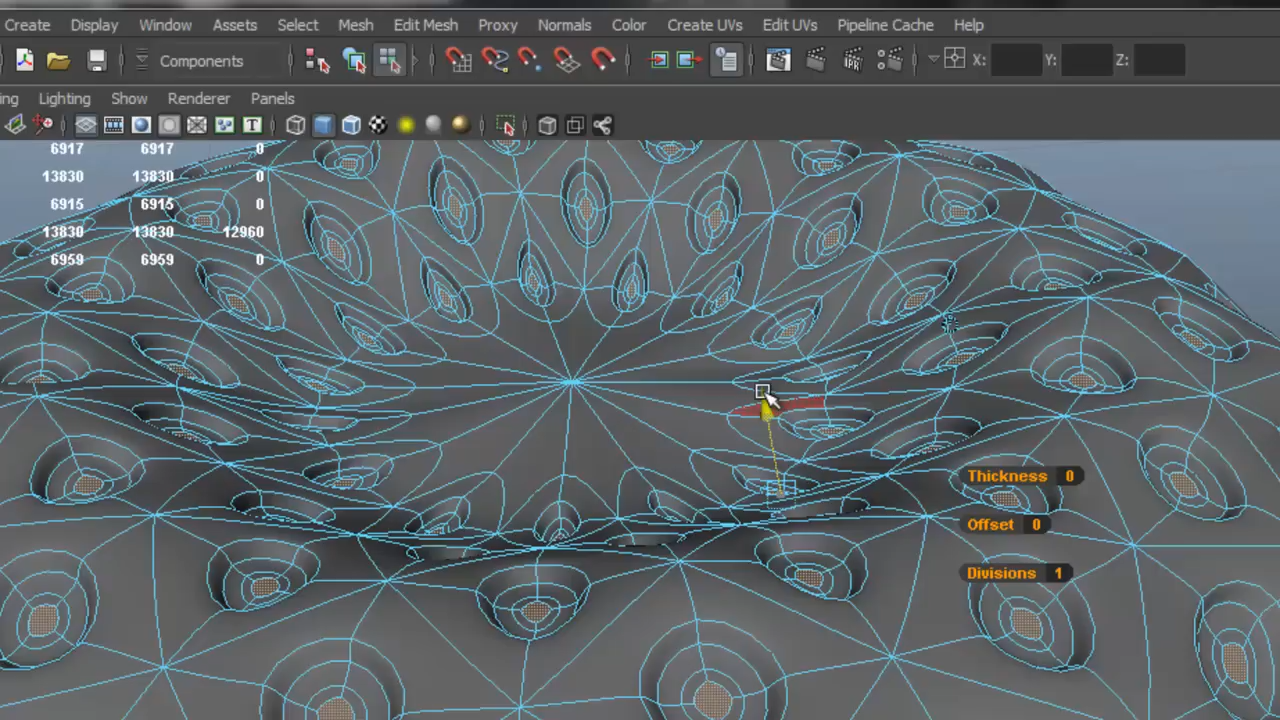 Create Display Window Assets Select Mesh Edit Mesh Proxy Normals Color Create UVs Edit UVs Pipeline Cache Help
Components X: Y: Z:
ing Lighting Show Renderer Panels
T
6917 6917 0
13830 13830 0
6915 6915 0
13830 13830 12960
6959 6959 0
Thickness 0
Offset 0
Divisions 1